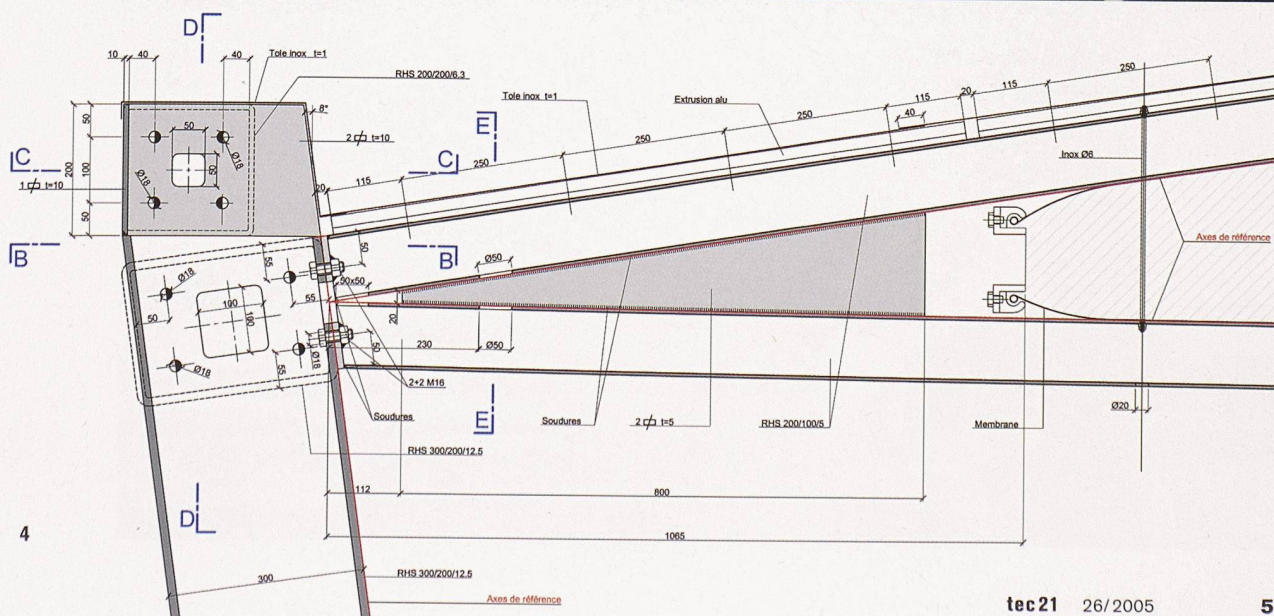 D
10
40
40
Tole inox t=1
RHS 200/200/6.3
8°
2 t=10
50
50
Ø18
200
100
50
50
Ø18
C
1 t=10
C
B
B
E
E
D
20
115
250
Tole inox t=1
250
Extrusion alu
250
115
40
20
115
250
Inox Ø6
Axes de référence
Ø18
55
50
50x50
Ø50
55
100
100
50
20
230
Ø50
Ø18
50
Ø18
55
2+2 M16
Soudures
Soudures
2 t=5
RHS 200/100/5
Membrane
Ø20
RHS 300/200/12.5
112
800
1065
4
300
RHS 300/200/12.5
Axes de référence
tec21 26/2005 5